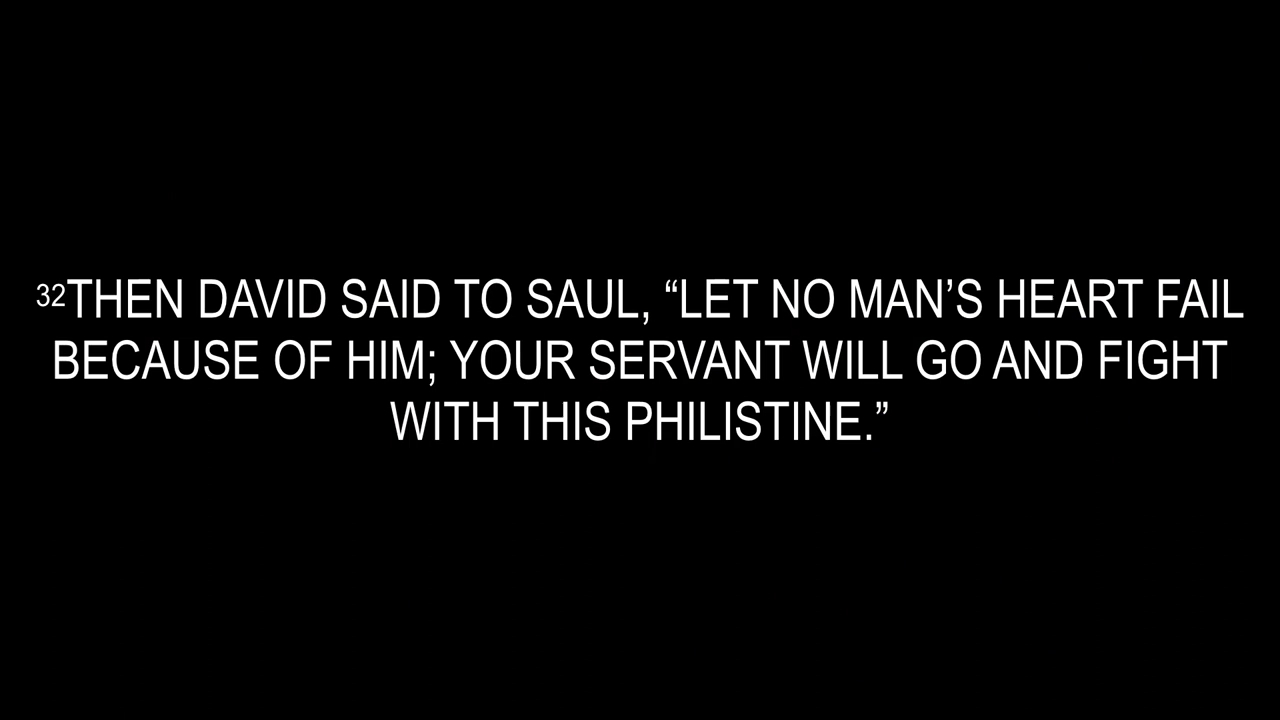 32THEN DAVID SAID TO SAUL, “LET NO MAN’S HEART FAIL
BECAUSE OF HIM; YOUR SERVANT WILL GO AND FIGHT
WITH THIS PHILISTINE.”